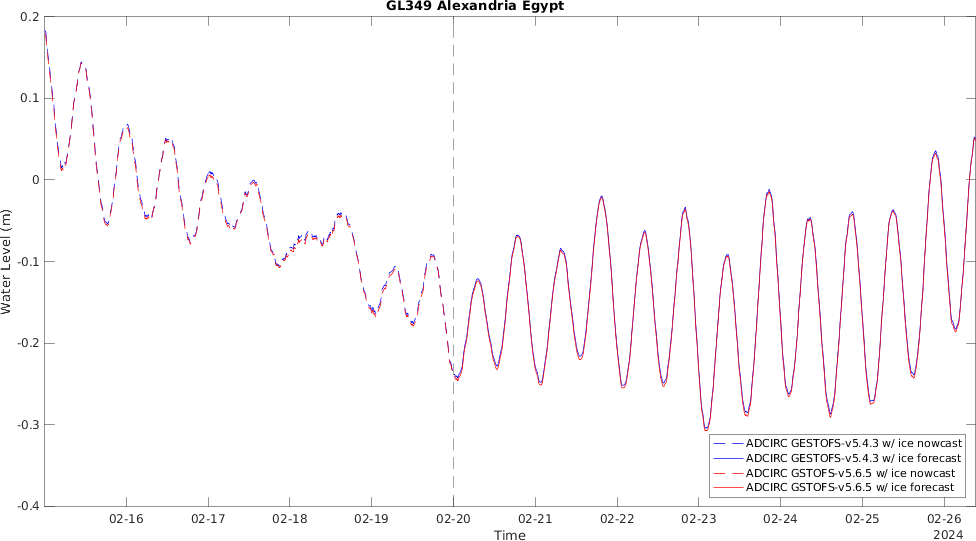 GL349 Alexandria Egypt
0.2
0.1
0
-0.1
-0.2
-0.3
-0.4
Water Level (m)
ADCIRC GESTOFS-v5.4.3 w/ ice nowcast
ADCIRC GESTOFS-v5.4.3 w/ ice forecast
ADCIRC GSTOFS-v5.6.5 w/ ice nowcast
ADCIRC GSTOFS-v5.6.5 w/ ice forecast
02-16 02-17 02-18 02-19 02-20 02-21 02-22 02-23 02-24 02-25 02-26
Time
2024